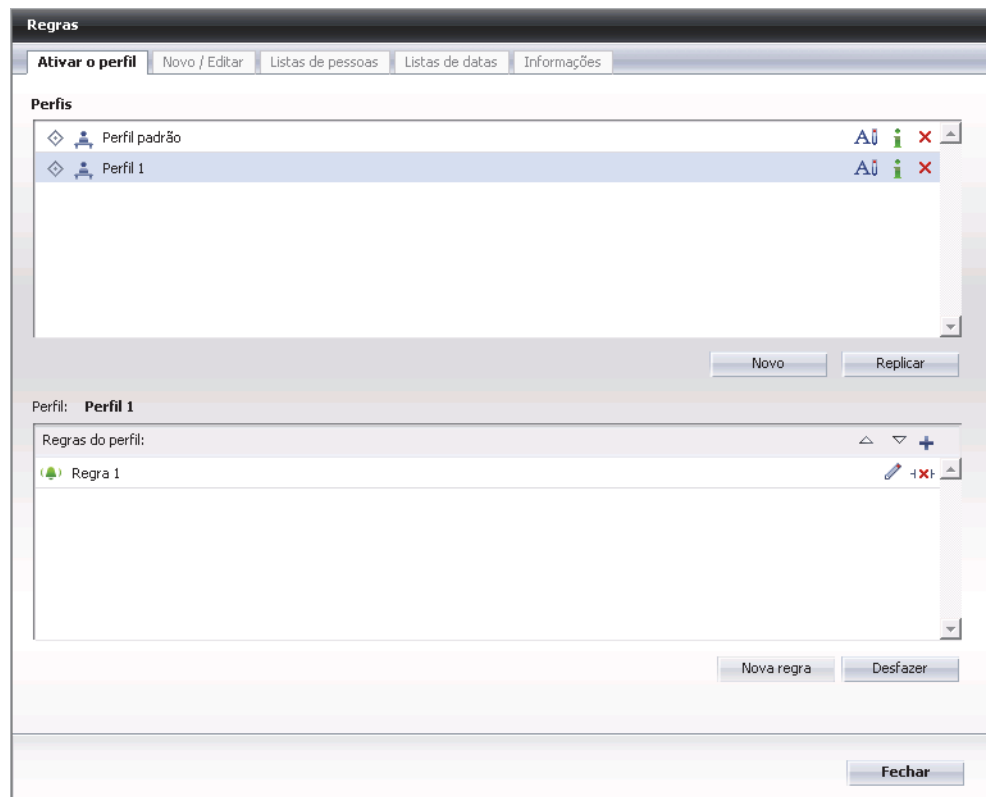 Regras
Ativar o perfil Novo / Editar Listas de pessoas Listas de datas Informações
Perfis
Perfil padrão
Perfil 1
Novo Replicar
Perfil: Perfil 1
Regras do perfil:
Regra 1
Nova regra Desfazer
Fechar